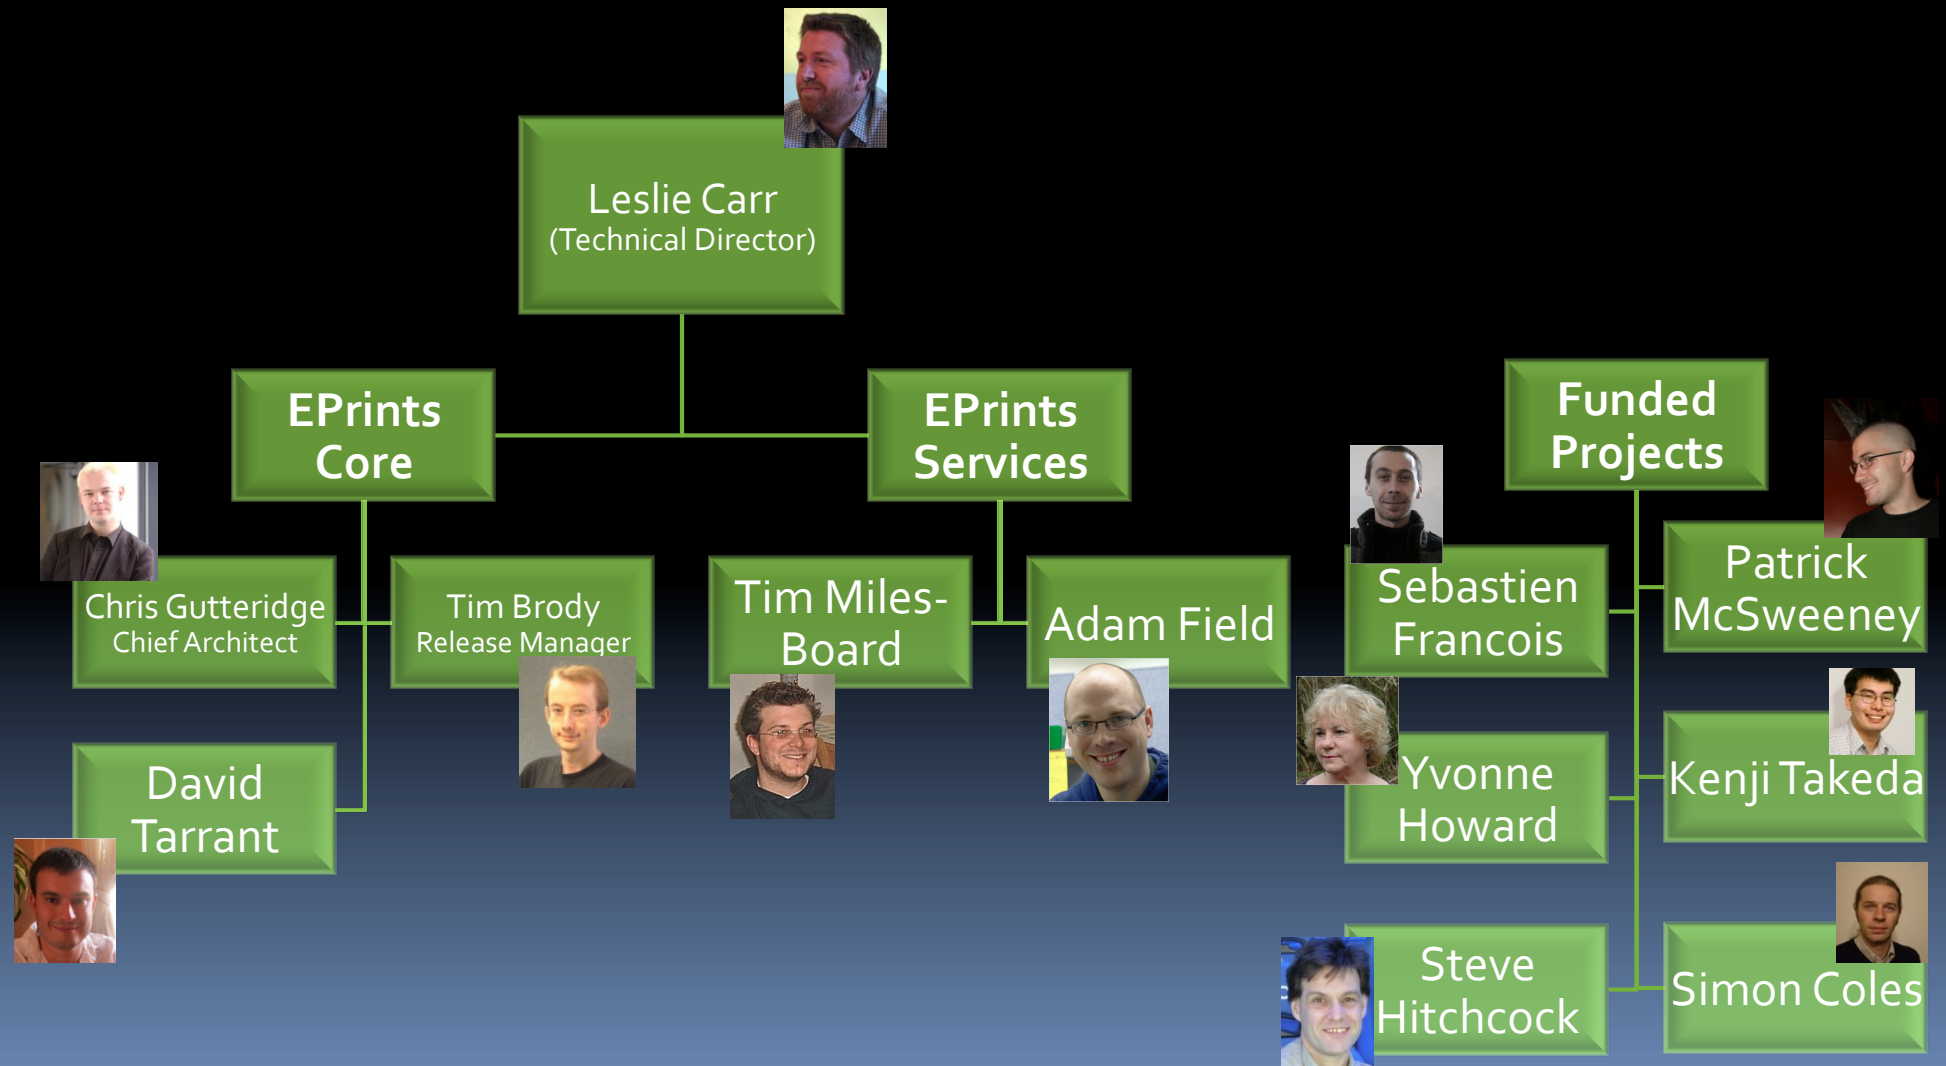 Leslie Carr
(Technical Director)
EPrints
Core
EPrints
Services
Funded
Projects
Chris Gutteridge
Chief Architect
Tim Brody
Release Manager
Tim Miles-
Board
Adam Field
Sebastien
Francois
Patrick
McSweeney
David
Tarrant
Yvonne
Howard
Kenji Takeda
Steve
Hitchcock
Simon Coles